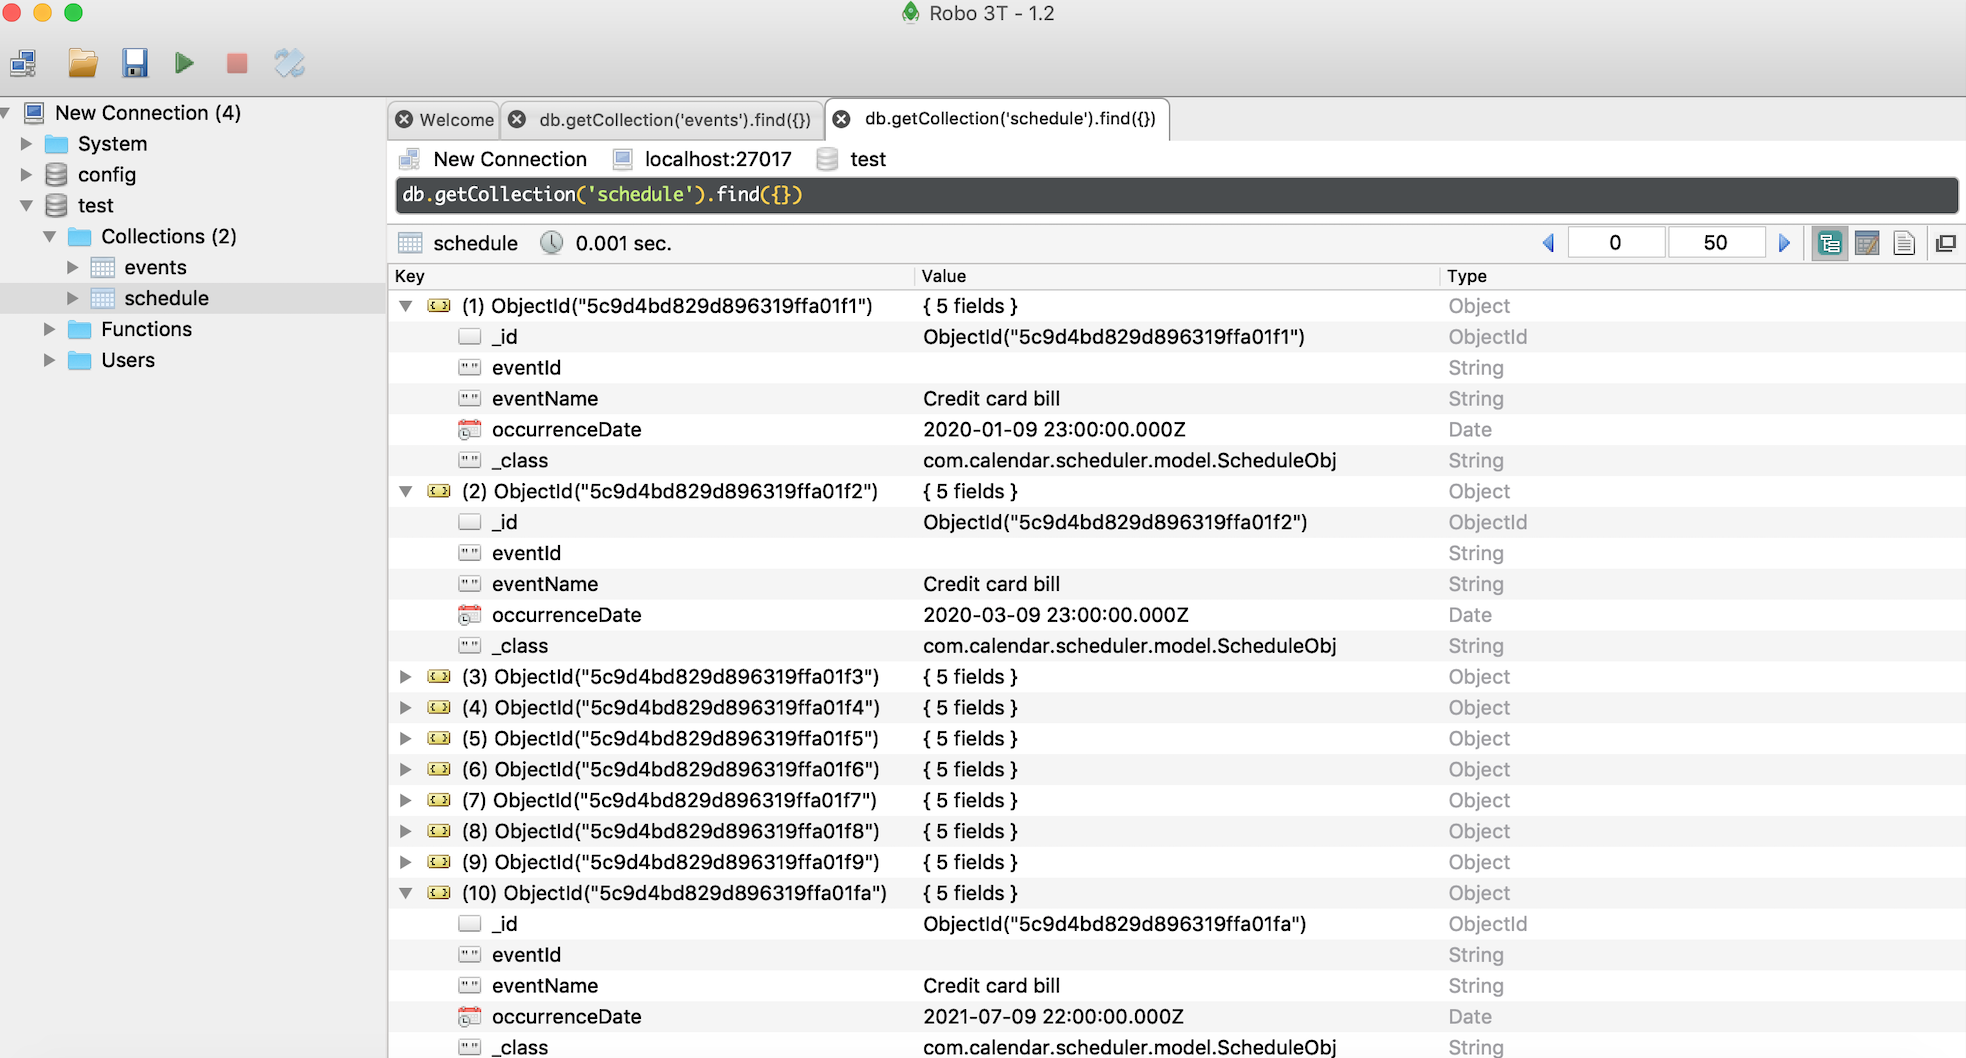 Robo 3T - 1.2
New Connection (4)
System
config
test
Collections (2)
events
schedule
Functions
Users
Welcome db.getCollection('events').find({}) db.getCollection('schedule').find({})
New Connection localhost:27017 test
db.getCollection('schedule').find({})
schedule 0.001 sec. 0 50
Key Value Type
(1) ObjectId("5c9d4bd829d896319ffa01f1") { 5 fields } Object
_id ObjectId("5c9d4bd829d896319ffa01f1") ObjectId
eventId String
eventName Credit card bill String
occurrenceDate 2020-01-09 23:00:00.000Z Date
_class com.calendar.scheduler.model.ScheduleObj String
(2) ObjectId("5c9d4bd829d896319ffa01f2") { 5 fields } Object
_id ObjectId("5c9d4bd829d896319ffa01f2") ObjectId
eventId String
eventName Credit card bill String
occurrenceDate 2020-03-09 23:00:00.000Z Date
_class com.calendar.scheduler.model.ScheduleObj String
(3) ObjectId("5c9d4bd829d896319ffa01f3") { 5 fields } Object
(4) ObjectId("5c9d4bd829d896319ffa01f4") { 5 fields } Object
(5) ObjectId("5c9d4bd829d896319ffa01f5") { 5 fields } Object
(6) ObjectId("5c9d4bd829d896319ffa01f6") { 5 fields } Object
(7) ObjectId("5c9d4bd829d896319ffa01f7") { 5 fields } Object
(8) ObjectId("5c9d4bd829d896319ffa01f8") { 5 fields } Object
(9) ObjectId("5c9d4bd829d896319ffa01f9") { 5 fields } Object
(10) ObjectId("5c9d4bd829d896319ffa01fa") { 5 fields } Object
_id ObjectId("5c9d4bd829d896319ffa01fa") ObjectId
eventId String
eventName Credit card bill String
occurrenceDate 2021-07-09 22:00:00.000Z Date
_class com.calendar.scheduler.model.ScheduleObj String